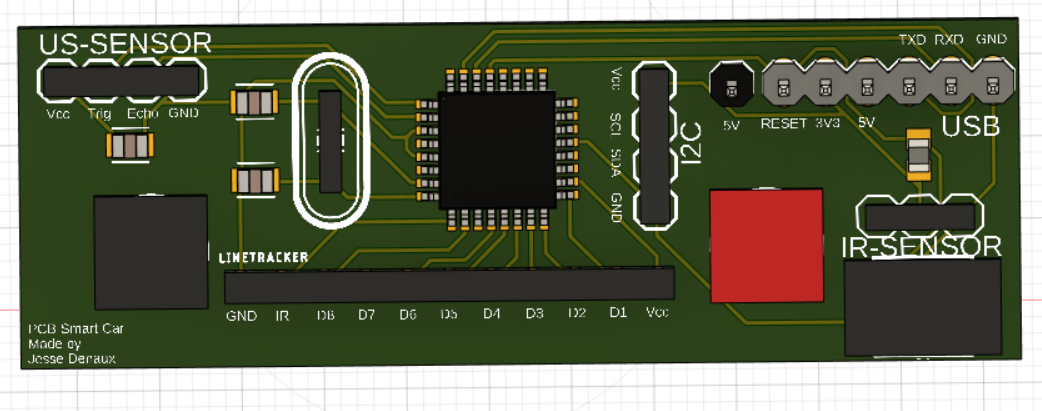 US-SENSOR
Vcc Trig Echo GND
TXD RXD GND
5V RESET 3V3 5V
USB
Vcc SCL SDA GND
I2C
IR-SENSOR
LINETRACKER
GND IR D8 D7 D6 D5 D4 D3 D2 D1 Vcc
PCB Smart Car
Made by
Jesse Denaux